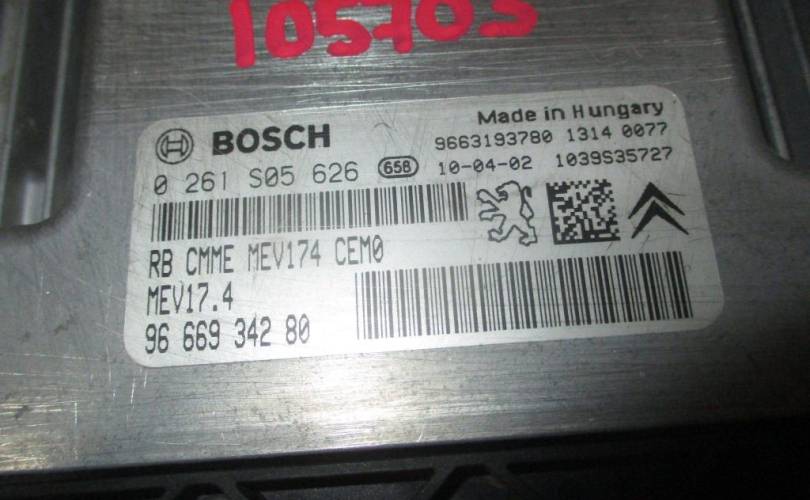 105703
BOSCH
Made in Hungary
9663193780 1314 0077
0 261 S05 626 656 10-04-02 1039S35727
RB CMME MEV174 CEM0
MEV17.4
96 669 342 80